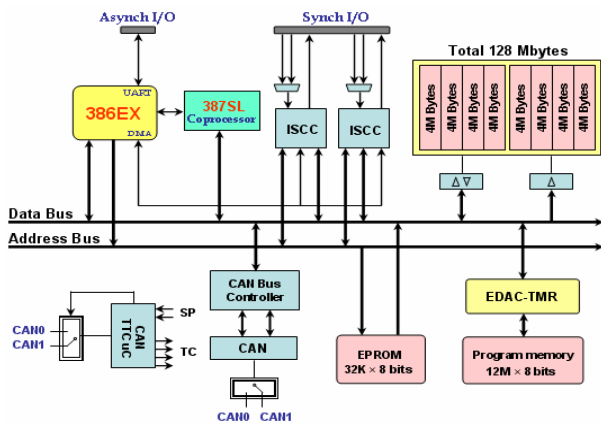 Asynch I/O
Synch I/O
Total 128 Mbytes
UART
386EX
DMA
387SL
Coprocessor
ISCC
ISCC
4M Bytes
4M Bytes
4M Bytes
4M Bytes
4M Bytes
4M Bytes
4M Bytes
4M Bytes
Data Bus
Address Bus
CAN Bus
Controller
CAN
CAN0
CAN1
CAN
TTC uC
SP
TC
CAN0
CAN1
EPROM
32K × 8 bits
EDAC-TMR
Program memory
12M × 8 bits